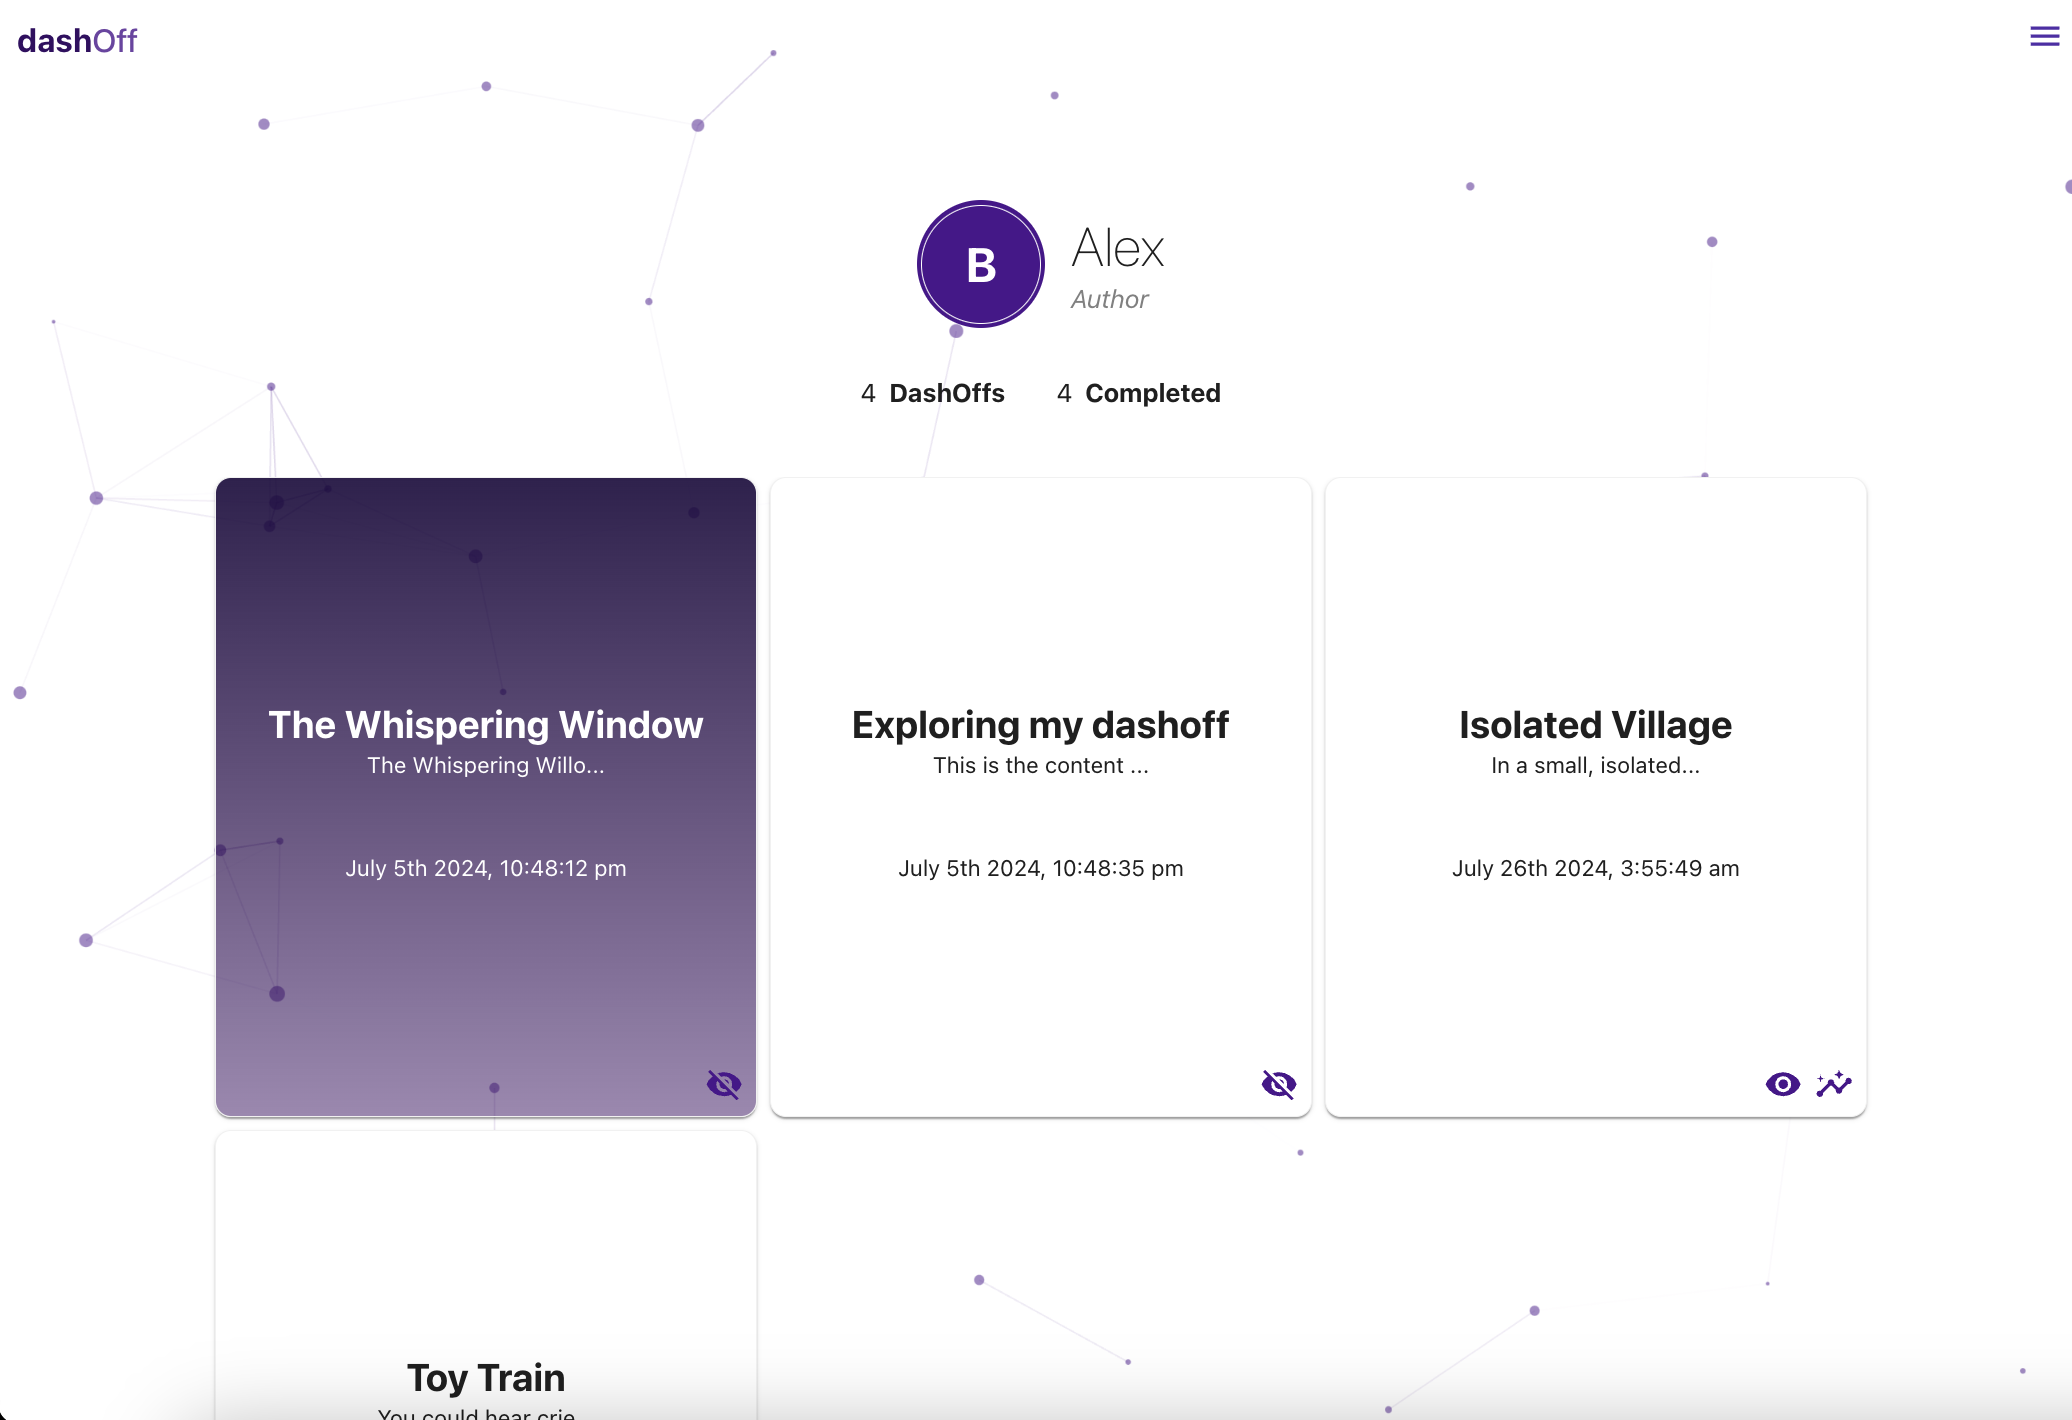 dashOff
B
Alex
Author
4 DashOffs 4 Completed
The Whispering Window
The Whispering Willo...
July 5th 2024, 10:48:12 pm
Exploring my dashoff
This is the content ...
July 5th 2024, 10:48:35 pm
Isolated Village
In a small, isolated...
July 26th 2024, 3:55:49 am
Toy Train
You could hear crie...